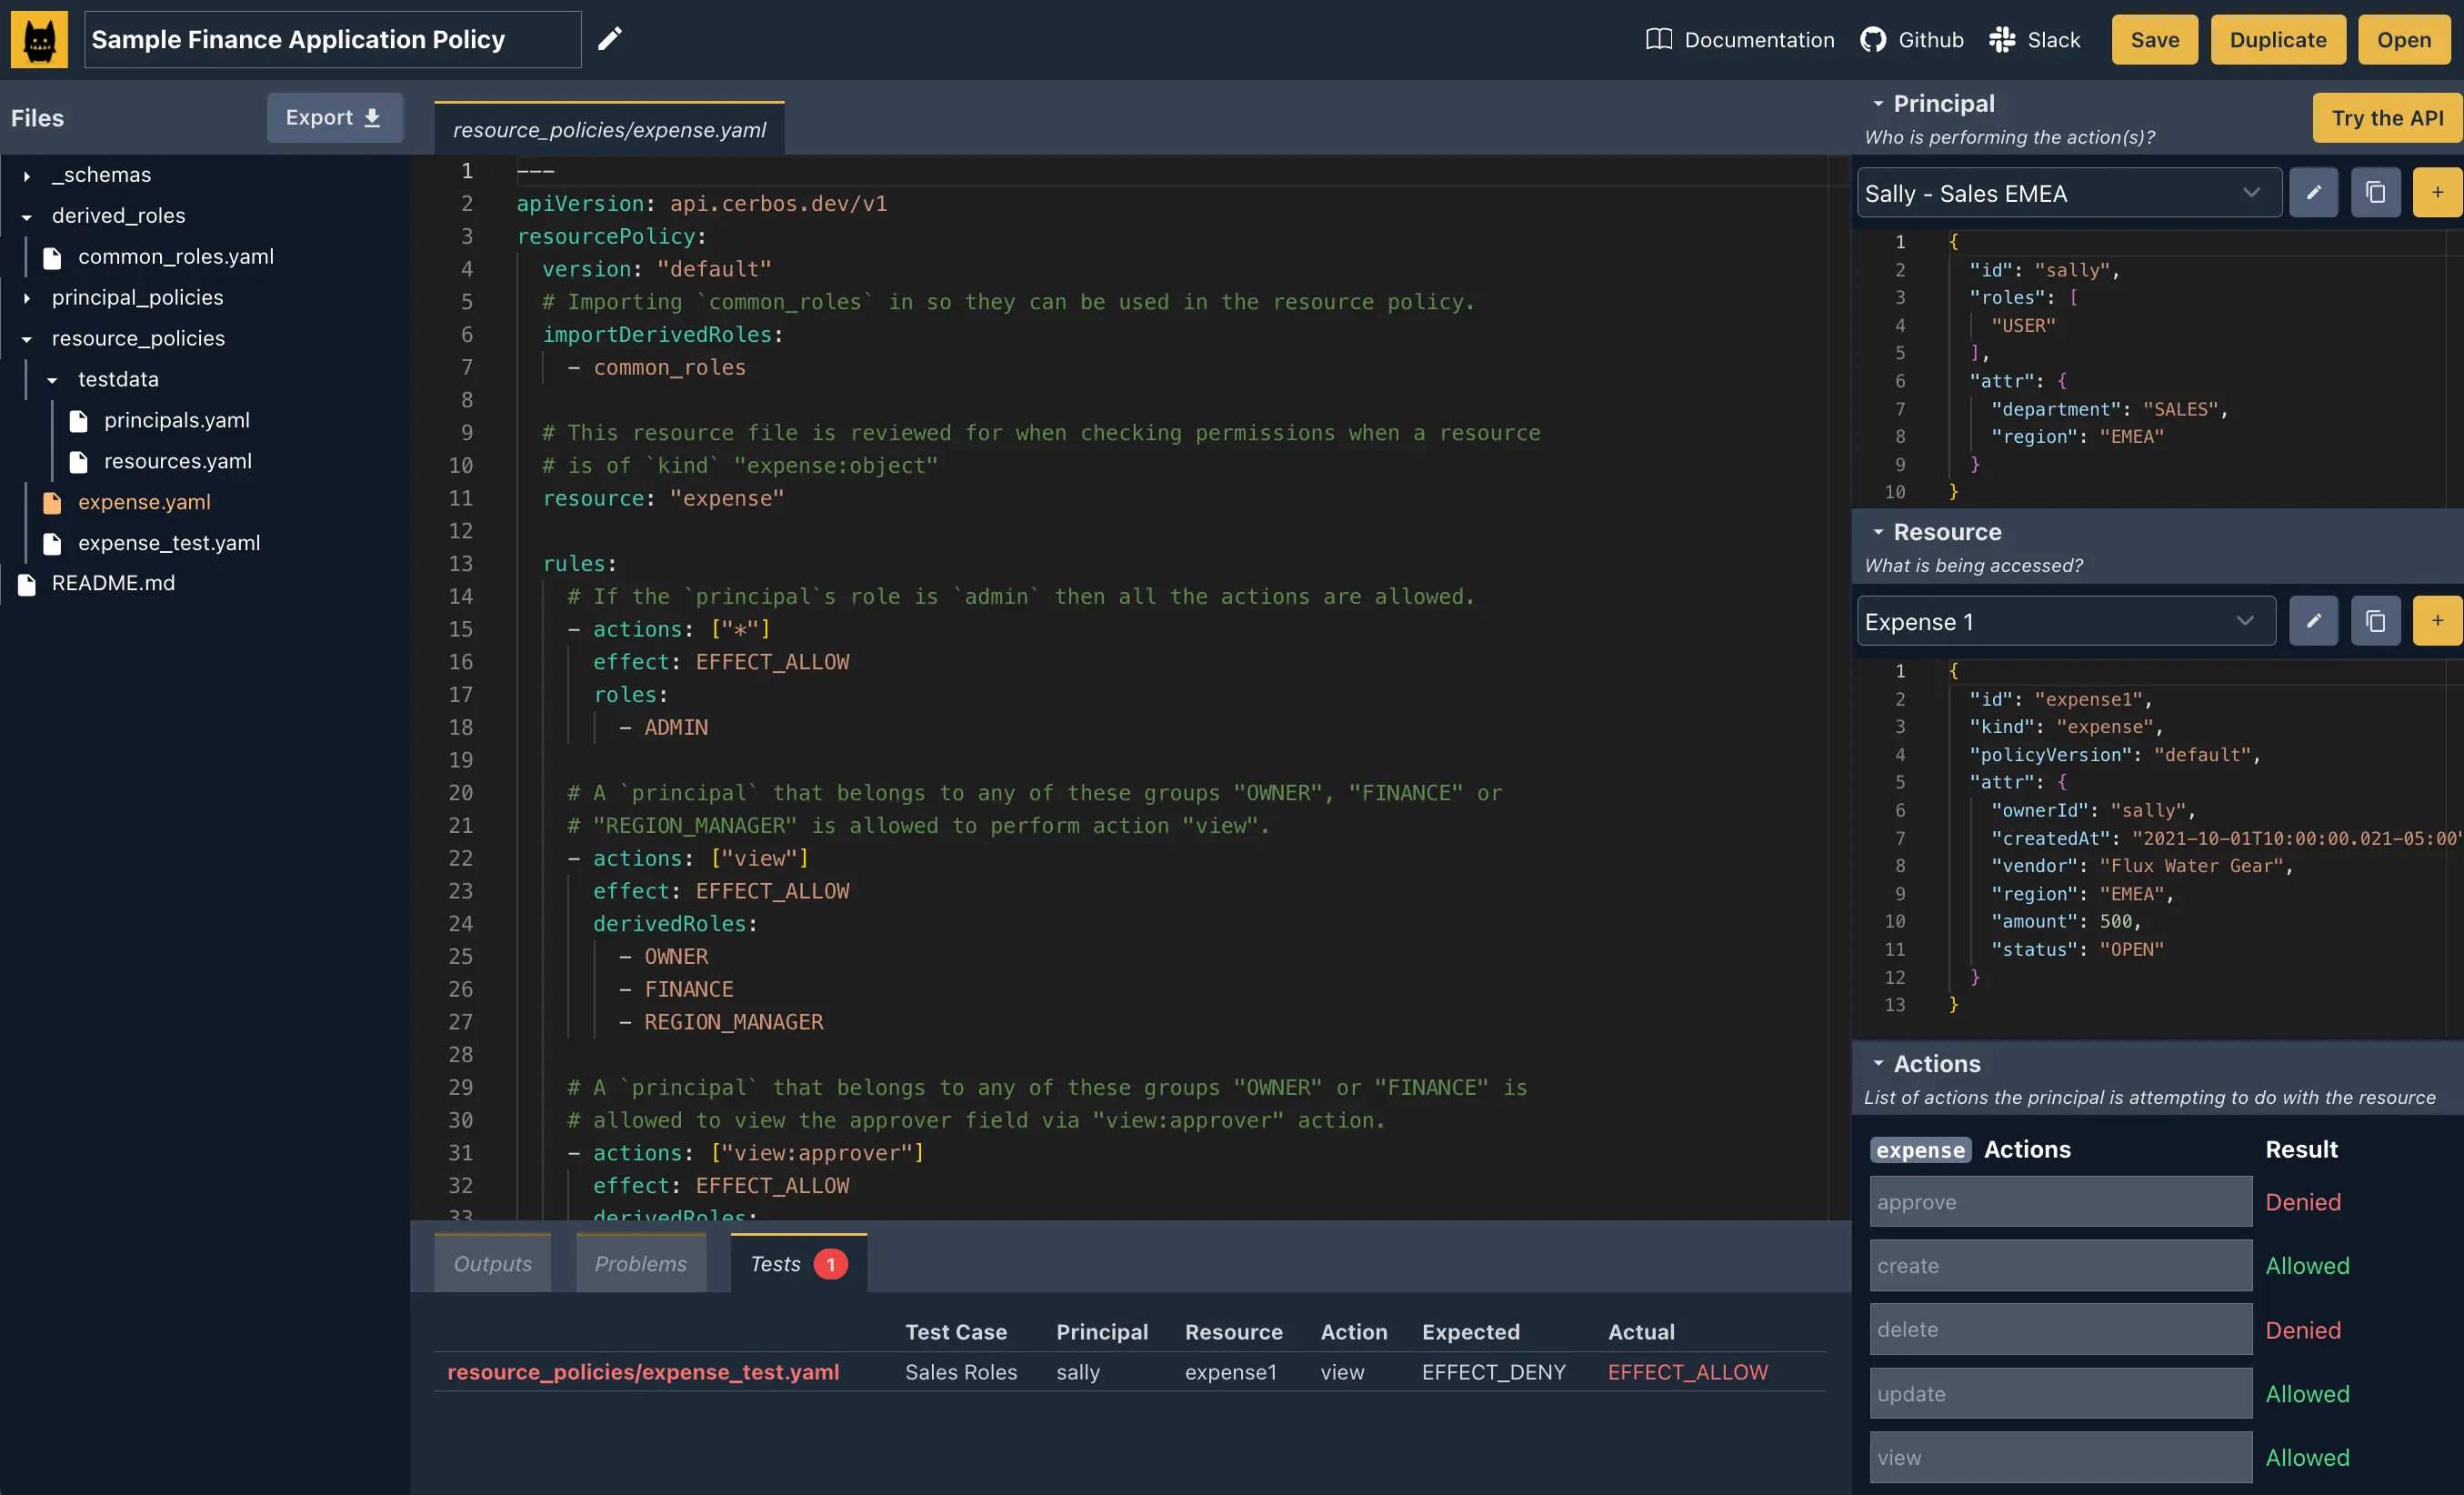 Sample Finance Application Policy
Documentation
Github
Slack
Save
Duplicate
Open
Files
Export
_schemas
derived_roles
common_roles.yaml
principal_policies
resource_policies
testdata
principals.yaml
resources.yaml
expense.yaml
expense_test.yaml
README.md
resource_policies/expense.yaml
1 ---
2 apiVersion: api.cerbos.dev/v1
3 resourcePolicy:
4 version: "default"
5 # Importing `common_roles` in so they can be used in the resource policy.
6 importDerivedRoles:
7 - common_roles
8
9 # This resource file is reviewed for when checking permissions when a resource
10 # is of `kind` "expense:object"
11 resource: "expense"
12
13 rules:
14 # If the `principal`s role is `admin` then all the actions are allowed.
15 - actions: ["*"]
16 effect: EFFECT_ALLOW
17 roles:
18 - ADMIN
19
20 # A `principal` that belongs to any of these groups "OWNER", "FINANCE" or
21 # "REGION_MANAGER" is allowed to perform action "view".
22 - actions: ["view"]
23 effect: EFFECT_ALLOW
24 derivedRoles:
25 - OWNER
26 - FINANCE
27 - REGION_MANAGER
28
29 # A `principal` that belongs to any of these groups "OWNER" or "FINANCE" is
30 # allowed to view the approver field via "view:approver" action.
31 - actions: ["view:approver"]
32 effect: EFFECT_ALLOW
33 derivedRoles:
Outputs
Problems
Tests 1
Test Case Principal Resource Action Expected Actual
resource_policies/expense_test.yaml Sales Roles sally expense1 view EFFECT_DENY EFFECT_ALLOW
Principal
Who is performing the action(s)?
Try the API
Sally - Sales EMEA
+
1 {
2 "id": "sally",
3 "roles": [
4 "USER"
5 ],
6 "attr": {
7 "department": "SALES",
8 "region": "EMEA"
9 }
10 }
Resource
What is being accessed?
Expense 1
+
1 {
2 "id": "expense1",
3 "kind": "expense",
4 "policyVersion": "default",
5 "attr": {
6 "ownerId": "sally",
7 "createdAt": "2021-10-01T10:00:00.021-05:00"
8 "vendor": "Flux Water Gear",
9 "region": "EMEA",
10 "amount": 500,
11 "status": "OPEN"
12 }
13 }
Actions
List of actions the principal is attempting to do with the resource
expense Actions Result
approve Denied
create Allowed
delete Denied
update Allowed
view Allowed